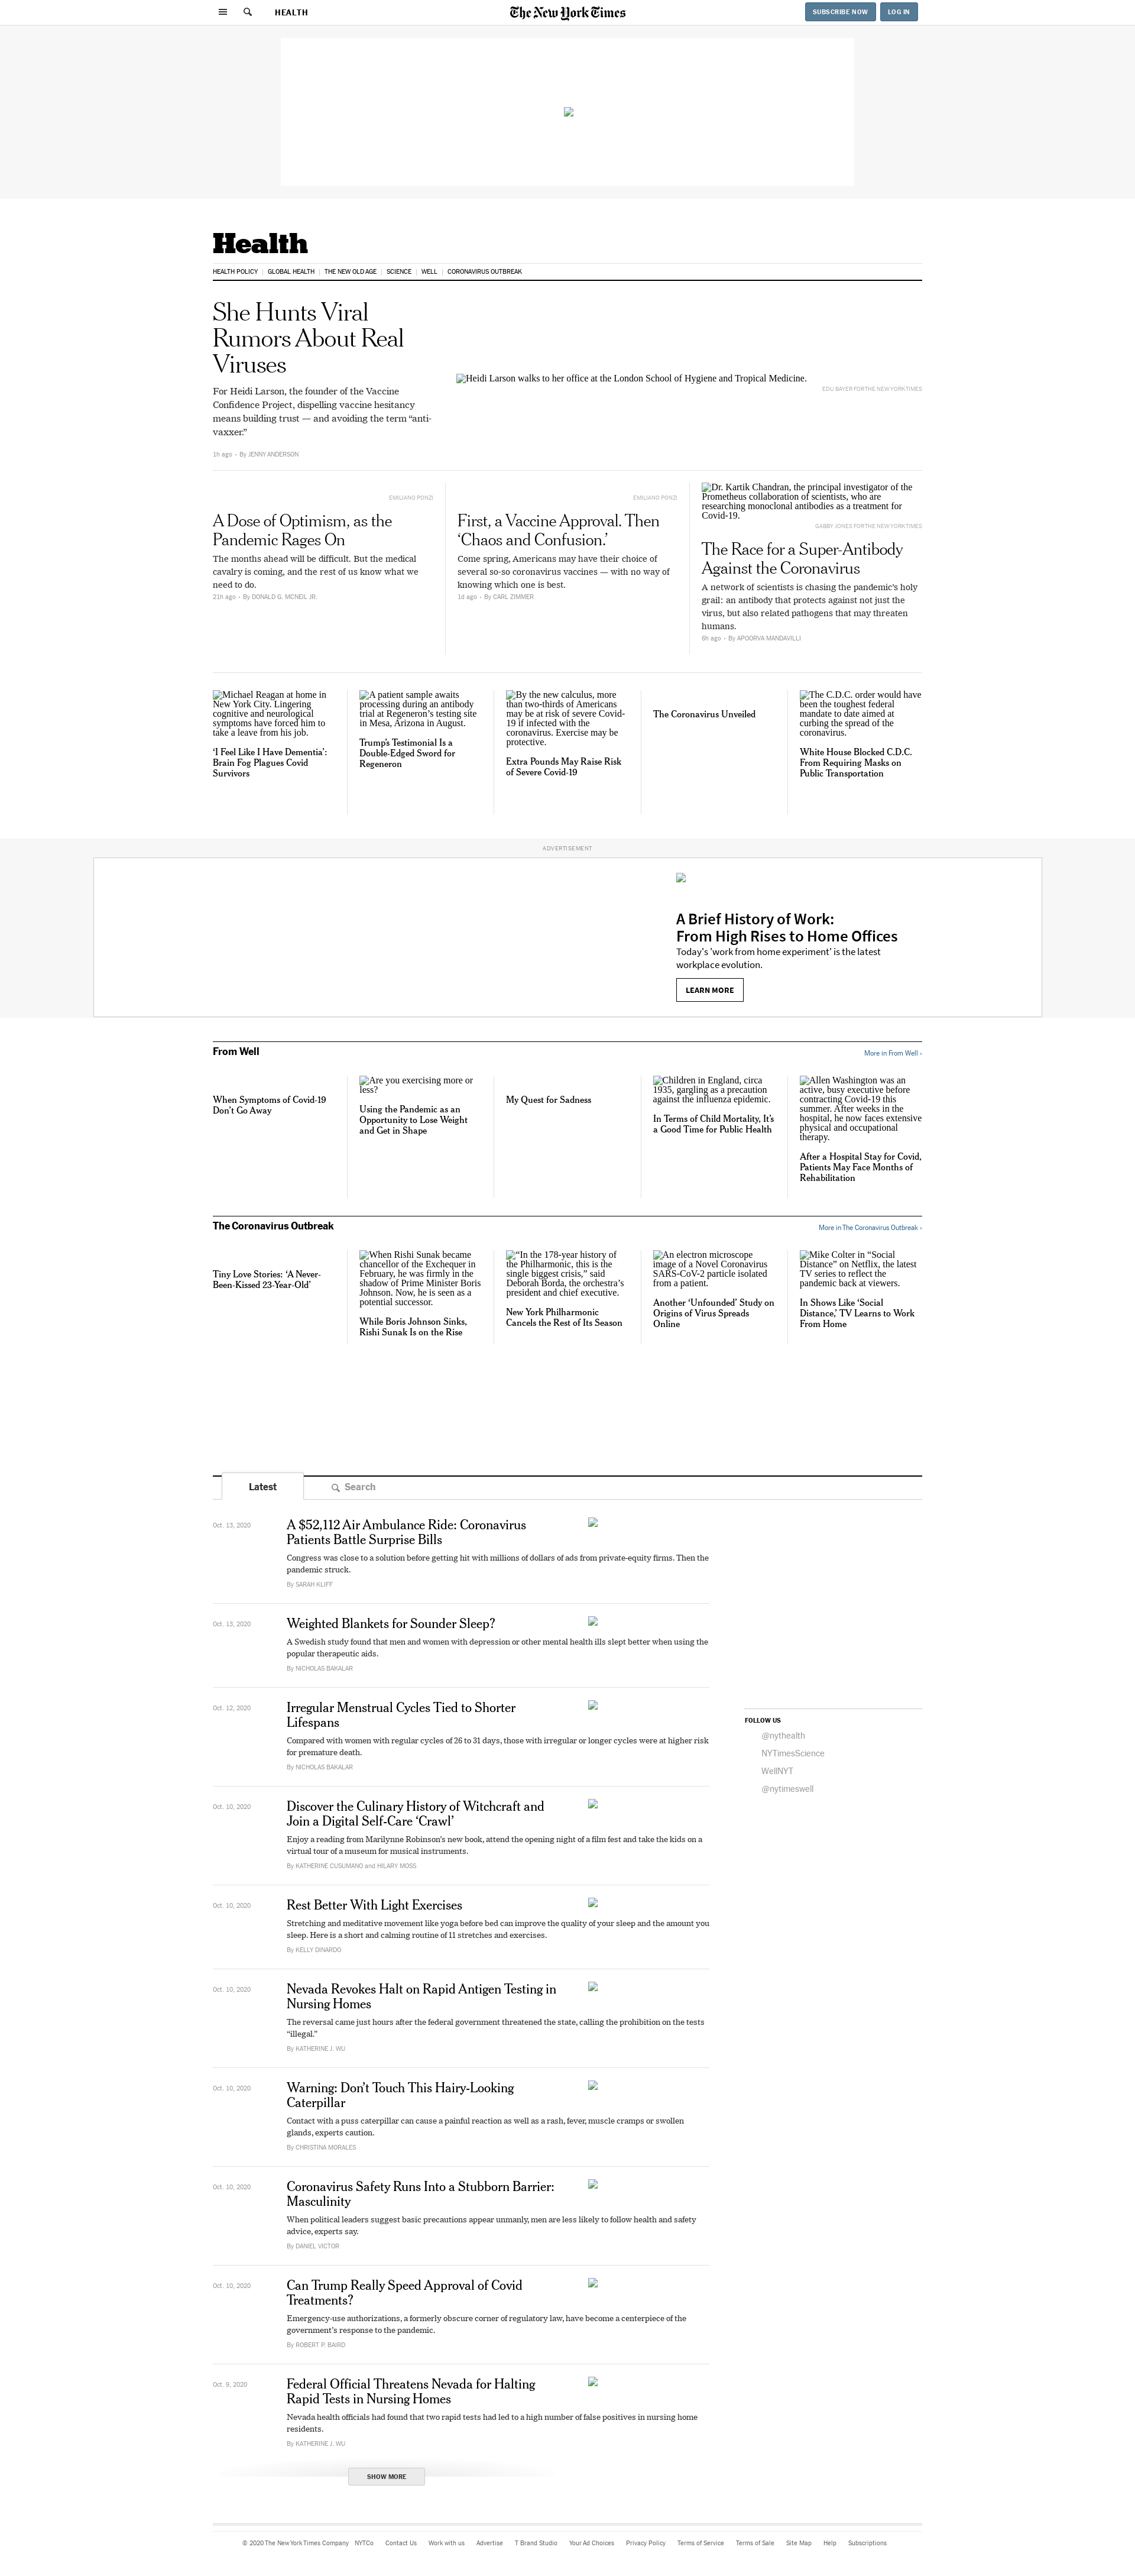 HEALTH
The New York Times
SUBSCRIBE NOW
LOG IN
Health
HEALTH POLICY
GLOBAL HEALTH
THE NEW OLD AGE
SCIENCE
WELL
CORONAVIRUS OUTBREAK
She Hunts Viral
Rumors About Real
Viruses
For Heidi Larson, the founder of the Vaccine
Confidence Project, dispelling vaccine hesitancy
means building trust — and avoiding the term “anti-
vaxxer.”
1h ago • By JENNY ANDERSON
Heidi Larson walks to her office at the London School of Hygiene and Tropical Medicine.
EDU BAYER FOR THE NEW YORK TIMES
EMILIANO PONZI
A Dose of Optimism, as the
Pandemic Rages On
The months ahead will be difficult. But the medical
cavalry is coming, and the rest of us know what we
need to do.
21h ago • By DONALD G. MCNEIL JR.
EMILIANO PONZI
First, a Vaccine Approval. Then
‘Chaos and Confusion.’
Come spring, Americans may have their choice of
several so-so coronavirus vaccines — with no way of
knowing which one is best.
1d ago • By CARL ZIMMER
Dr. Kartik Chandran, the principal investigator of the
Prometheus collaboration of scientists, who are
researching monoclonal antibodies as a treatment for
Covid-19.
GABBY JONES FOR THE NEW YORK TIMES
The Race for a Super-Antibody
Against the Coronavirus
A network of scientists is chasing the pandemic’s holy
grail: an antibody that protects against not just the
virus, but also related pathogens that may threaten
humans.
6h ago • By APOORVA MANDAVILLI
Michael Reagan at home in
New York City. Lingering
cognitive and neurological
symptoms have forced him to
take a leave from his job.
‘I Feel Like I Have Dementia’:
Brain Fog Plagues Covid
Survivors
A patient sample awaits
processing during an antibody
trial at Regeneron’s testing site
in Mesa, Arizona in August.
Trump’s Testimonial Is a
Double-Edged Sword for
Regeneron
By the new calculus, more
than two-thirds of Americans
may be at risk of severe Covid-
19 if infected with the
coronavirus. Exercise may be
protective.
Extra Pounds May Raise Risk
of Severe Covid-19
The Coronavirus Unveiled
The C.D.C. order would have
been the toughest federal
mandate to date aimed at
curbing the spread of the
coronavirus.
White House Blocked C.D.C.
From Requiring Masks on
Public Transportation
ADVERTISEMENT
A Brief History of Work:
From High Rises to Home Offices
Today's 'work from home experiment' is the latest
workplace evolution.
LEARN MORE
From Well
More in From Well ›
When Symptoms of Covid-19
Don’t Go Away
Are you exercising more or
less?
Using the Pandemic as an
Opportunity to Lose Weight
and Get in Shape
My Quest for Sadness
Children in England, circa
1935, gargling as a precaution
against the influenza epidemic.
In Terms of Child Mortality, It’s
a Good Time for Public Health
Allen Washington was an
active, busy executive before
contracting Covid-19 this
summer. After weeks in the
hospital, he now faces extensive
physical and occupational
therapy.
After a Hospital Stay for Covid,
Patients May Face Months of
Rehabilitation
The Coronavirus Outbreak
More in The Coronavirus Outbreak ›
Tiny Love Stories: ‘A Never-
Been-Kissed 23-Year-Old’
When Rishi Sunak became
chancellor of the Exchequer in
February, he was firmly in the
shadow of Prime Minister Boris
Johnson. Now, he is seen as a
potential successor.
While Boris Johnson Sinks,
Rishi Sunak Is on the Rise
“In the 178-year history of
the Philharmonic, this is the
single biggest crisis,” said
Deborah Borda, the orchestra’s
president and chief executive.
New York Philharmonic
Cancels the Rest of Its Season
An electron microscope
image of a Novel Coronavirus
SARS-CoV-2 particle isolated
from a patient.
Another ‘Unfounded’ Study on
Origins of Virus Spreads
Online
Mike Colter in “Social
Distance” on Netflix, the latest
TV series to reflect the
pandemic back at viewers.
In Shows Like ‘Social
Distance,’ TV Learns to Work
From Home
Latest
Search
Oct. 13, 2020
A $52,112 Air Ambulance Ride: Coronavirus
Patients Battle Surprise Bills
Congress was close to a solution before getting hit with millions of dollars of ads from private-equity firms. Then the
pandemic struck.
By SARAH KLIFF
Oct. 13, 2020
Weighted Blankets for Sounder Sleep?
A Swedish study found that men and women with depression or other mental health ills slept better when using the
popular therapeutic aids.
By NICHOLAS BAKALAR
Oct. 12, 2020
Irregular Menstrual Cycles Tied to Shorter
Lifespans
Compared with women with regular cycles of 26 to 31 days, those with irregular or longer cycles were at higher risk
for premature death.
By NICHOLAS BAKALAR
Oct. 10, 2020
Discover the Culinary History of Witchcraft and
Join a Digital Self-Care ‘Crawl’
Enjoy a reading from Marilynne Robinson’s new book, attend the opening night of a film fest and take the kids on a
virtual tour of a museum for musical instruments.
By KATHERINE CUSUMANO and HILARY MOSS
Oct. 10, 2020
Rest Better With Light Exercises
Stretching and meditative movement like yoga before bed can improve the quality of your sleep and the amount you
sleep. Here is a short and calming routine of 11 stretches and exercises.
By KELLY DINARDO
Oct. 10, 2020
Nevada Revokes Halt on Rapid Antigen Testing in
Nursing Homes
The reversal came just hours after the federal government threatened the state, calling the prohibition on the tests
“illegal.”
By KATHERINE J. WU
Oct. 10, 2020
Warning: Don’t Touch This Hairy-Looking
Caterpillar
Contact with a puss caterpillar can cause a painful reaction as well as a rash, fever, muscle cramps or swollen
glands, experts caution.
By CHRISTINA MORALES
Oct. 10, 2020
Coronavirus Safety Runs Into a Stubborn Barrier:
Masculinity
When political leaders suggest basic precautions appear unmanly, men are less likely to follow health and safety
advice, experts say.
By DANIEL VICTOR
Oct. 10, 2020
Can Trump Really Speed Approval of Covid
Treatments?
Emergency-use authorizations, a formerly obscure corner of regulatory law, have become a centerpiece of the
government’s response to the pandemic.
By ROBERT P. BAIRD
Oct. 9, 2020
Federal Official Threatens Nevada for Halting
Rapid Tests in Nursing Homes
Nevada health officials had found that two rapid tests had led to a high number of false positives in nursing home
residents.
By KATHERINE J. WU
SHOW MORE
FOLLOW US
@nythealth
NYTimesScience
WellNYT
@nytimeswell
© 2020 The New York Times Company NYTCo Contact Us Work with us Advertise T Brand Studio Your Ad Choices Privacy Policy Terms of Service Terms of Sale Site Map Help Subscriptions